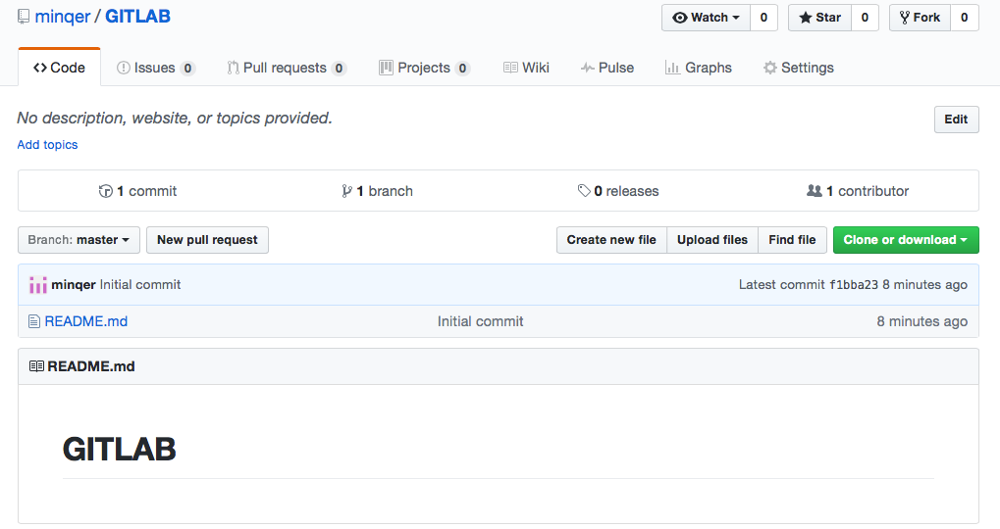 minqer / GITLAB
Watch 0 Star 0 Fork 0
Code Issues 0 Pull requests 0 Projects 0 Wiki Pulse Graphs Settings
No description, website, or topics provided.
Edit
Add topics
1 commit 1 branch 0 releases 1 contributor
Branch: master New pull request Create new file Upload files Find file Clone or download
minqer Initial commit Latest commit f1bba23 8 minutes ago
README.md Initial commit 8 minutes ago
README.md
GITLAB